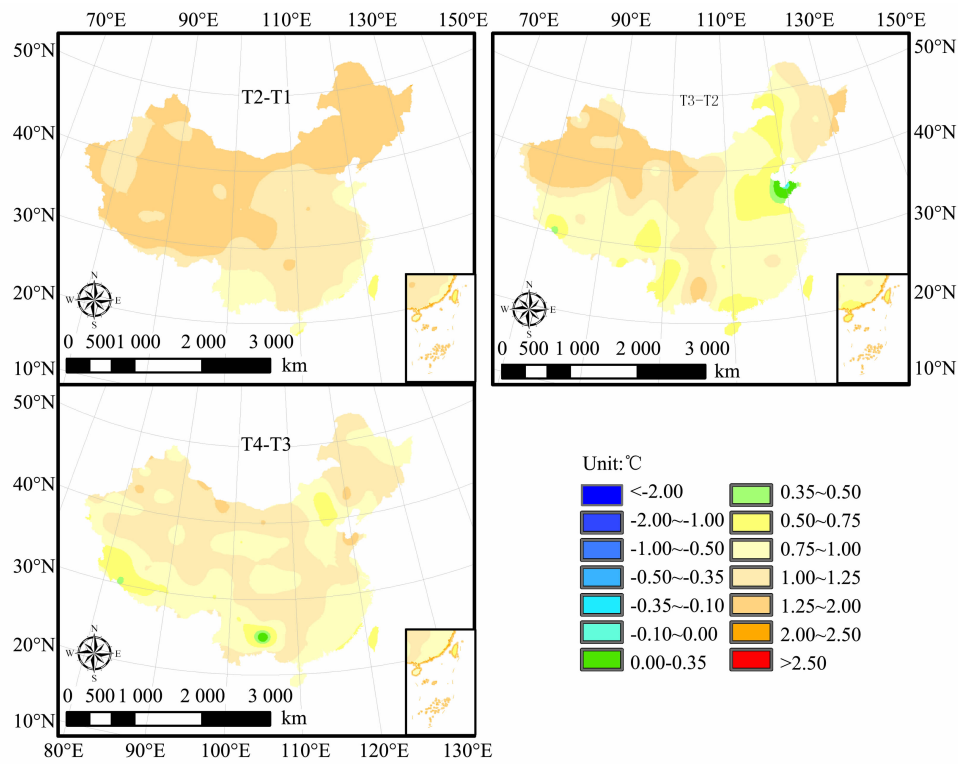 70°E 90°E 110°E 130°E 150°E 70°E 90°E 110°E 130°E 150°E
50°N
40°N
30°N
20°N
10°N
T2-T1
N
W E
S
0 500 1 000 2 000 3 000
km
T3-T2
50°N
40°N
30°N
20°N
10°N
N
W E
S
0 500 1 000 2 000 3 000
km
50°N
40°N
30°N
20°N
10°N
T4-T3
N
W E
S
0 500 1 000 2 000 3 000
km
80°E 90°E 100°E 110°E 120°E 130°E
Unit:℃
<-2.00
-2.00~-1.00
-1.00~-0.50
-0.50~-0.35
-0.35~-0.10
-0.10~0.00
0.00-0.35
0.35~0.50
0.50~0.75
0.75~1.00
1.00~1.25
1.25~2.00
2.00~2.50
>2.50